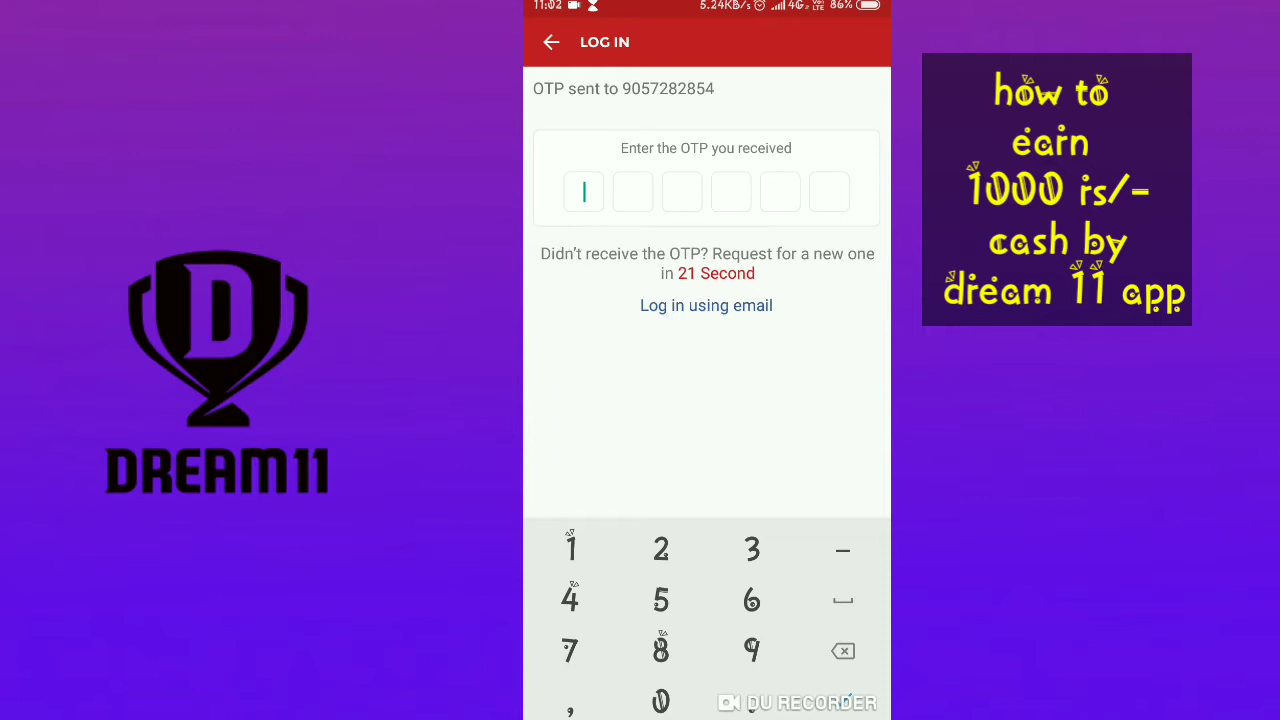 11:02
5.24KB/s 4G VoLTE 86%
LOG IN
OTP sent to 9057282854
Enter the OTP you received
Didn't receive the OTP? Request for a new one
in 21 Second
Log in using email
how to
earn
1000 rs/-
cash by
dream 11 app
D
DREAM11
1 2 3 -
4 5 6
7 8 9
, 0 .
DU RECORDER